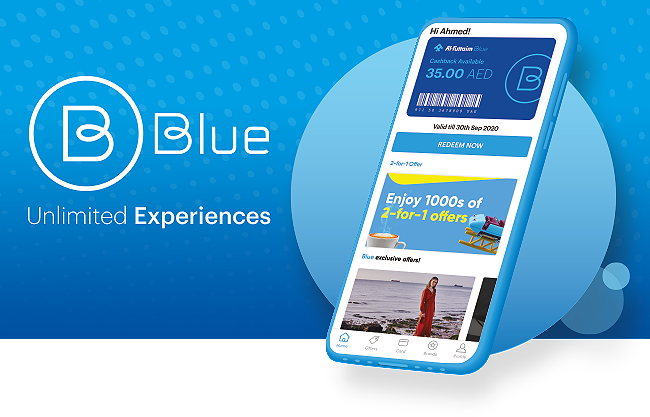 Blue
Unlimited Experiences
Hi Ahmed!
Al-Futtaim Blue
Cashback Available
35.00 AED
Valid till 30th Sep 2020
REDEEM NOW
2-for-1 Offer
Enjoy 1000s of
2-for-1 offers
Blue exclusive offers!
Home
Offers
Card
Brands
Profile